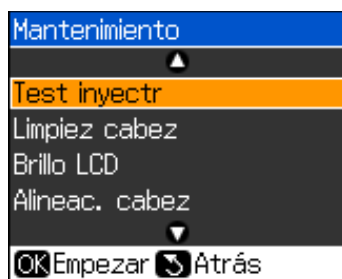 Mantenimiento
Test inyectr
Limpiez cabez
Brillo LCD
Alineac. cabez
OK Empezar Atrás